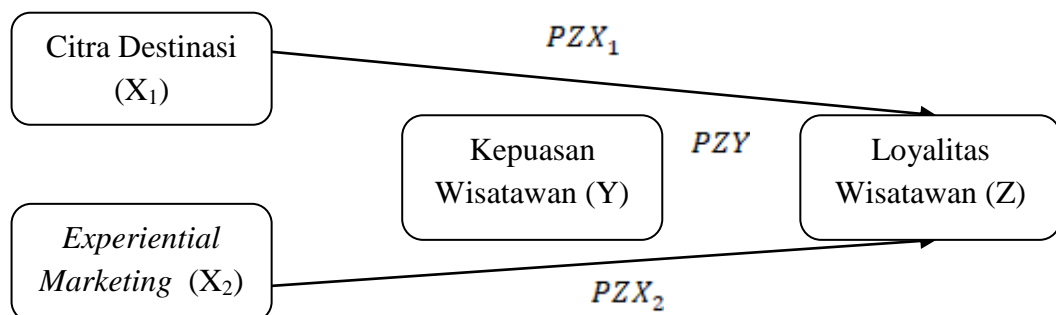 Citra Destinasi
(X₁)
PZX₁
Kepuasan
Wisatawan (Y)
PZY
Loyalitas
Wisatawan (Z)
Experiential
Marketing (X₂)
PZX₂